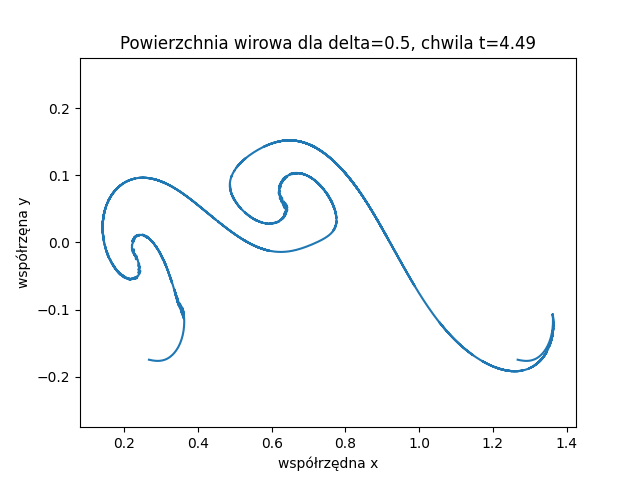 Powierzchnia wirowa dla delta=0.5, chwila t=4.49
współrzęna y
0.2
0.1
0.0
−0.1
−0.2
0.2 0.4 0.6 0.8 1.0 1.2 1.4
współrzędna x